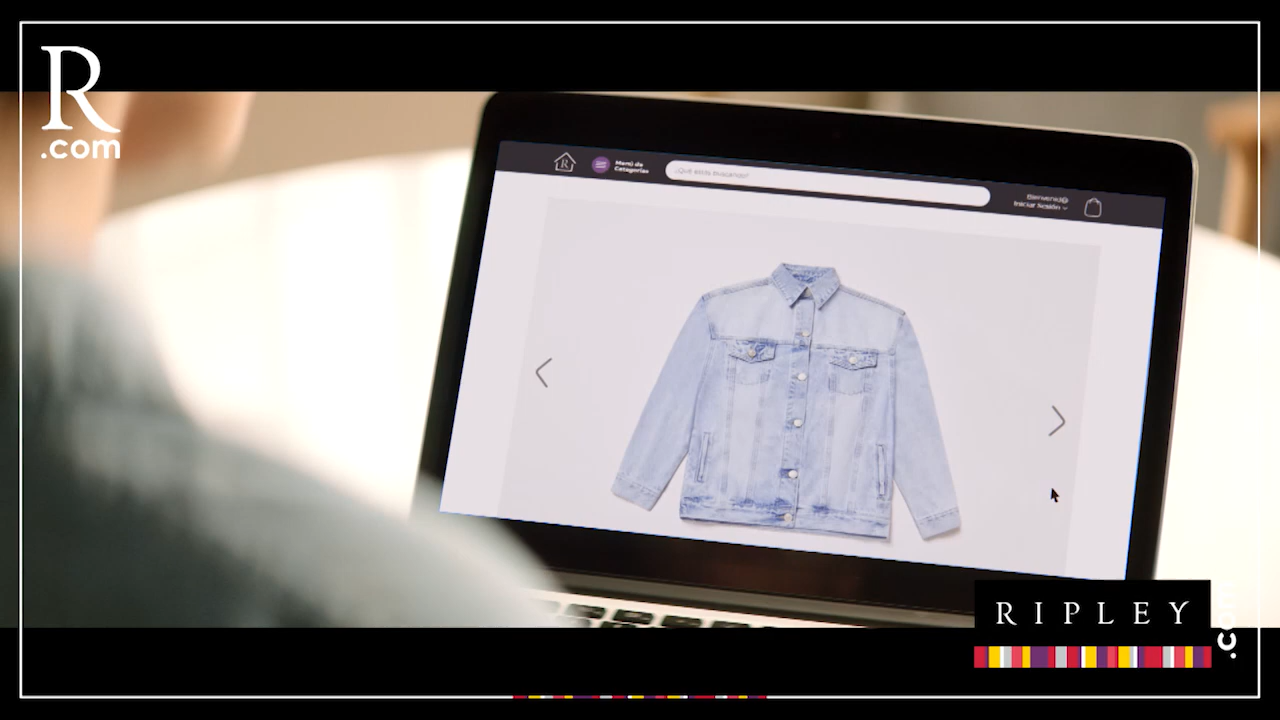 R
.com
R
Menú de
Categorías
¿Qué estás buscando?
Bienvenid@
Iniciar Sesión
RIPLEY
.com